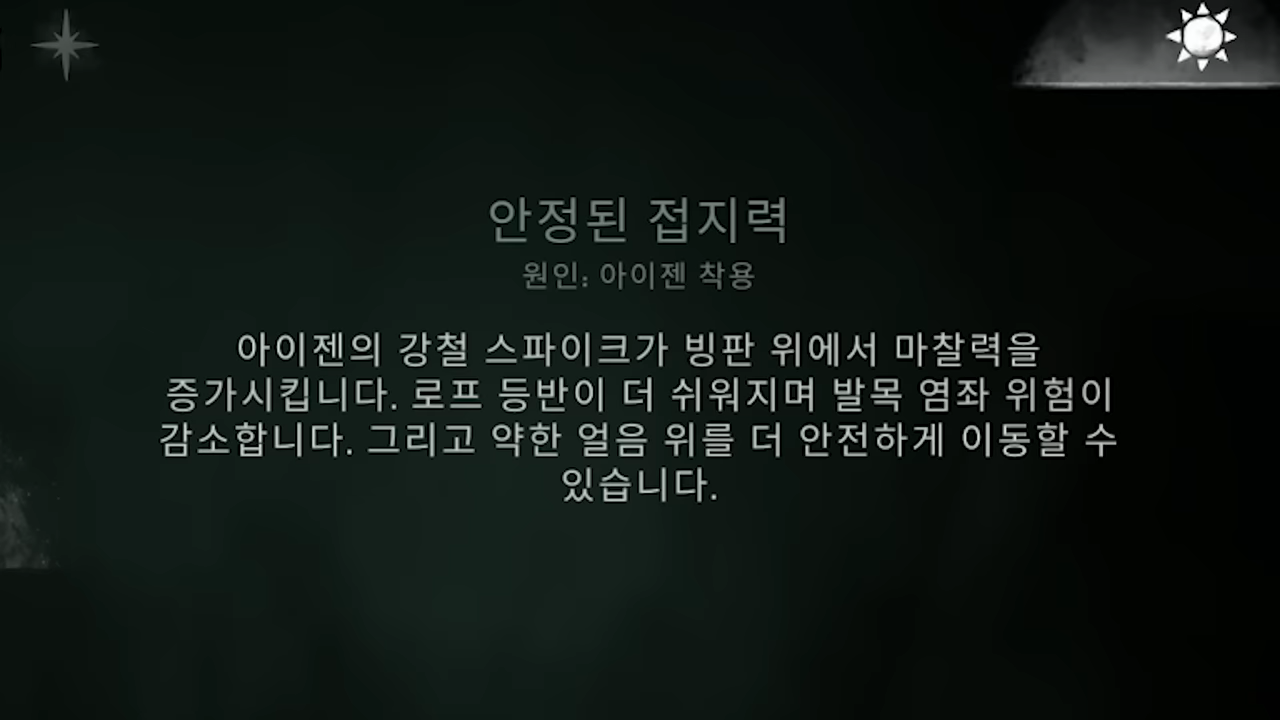 안정된 접지력
원인: 아이젠 착용
아이젠의 강철 스파이크가 빙판 위에서 마찰력을
증가시킵니다. 로프 등반이 더 쉬워지며 발목 염좌 위험이
감소합니다. 그리고 약한 얼음 위를 더 안전하게 이동할 수
있습니다.